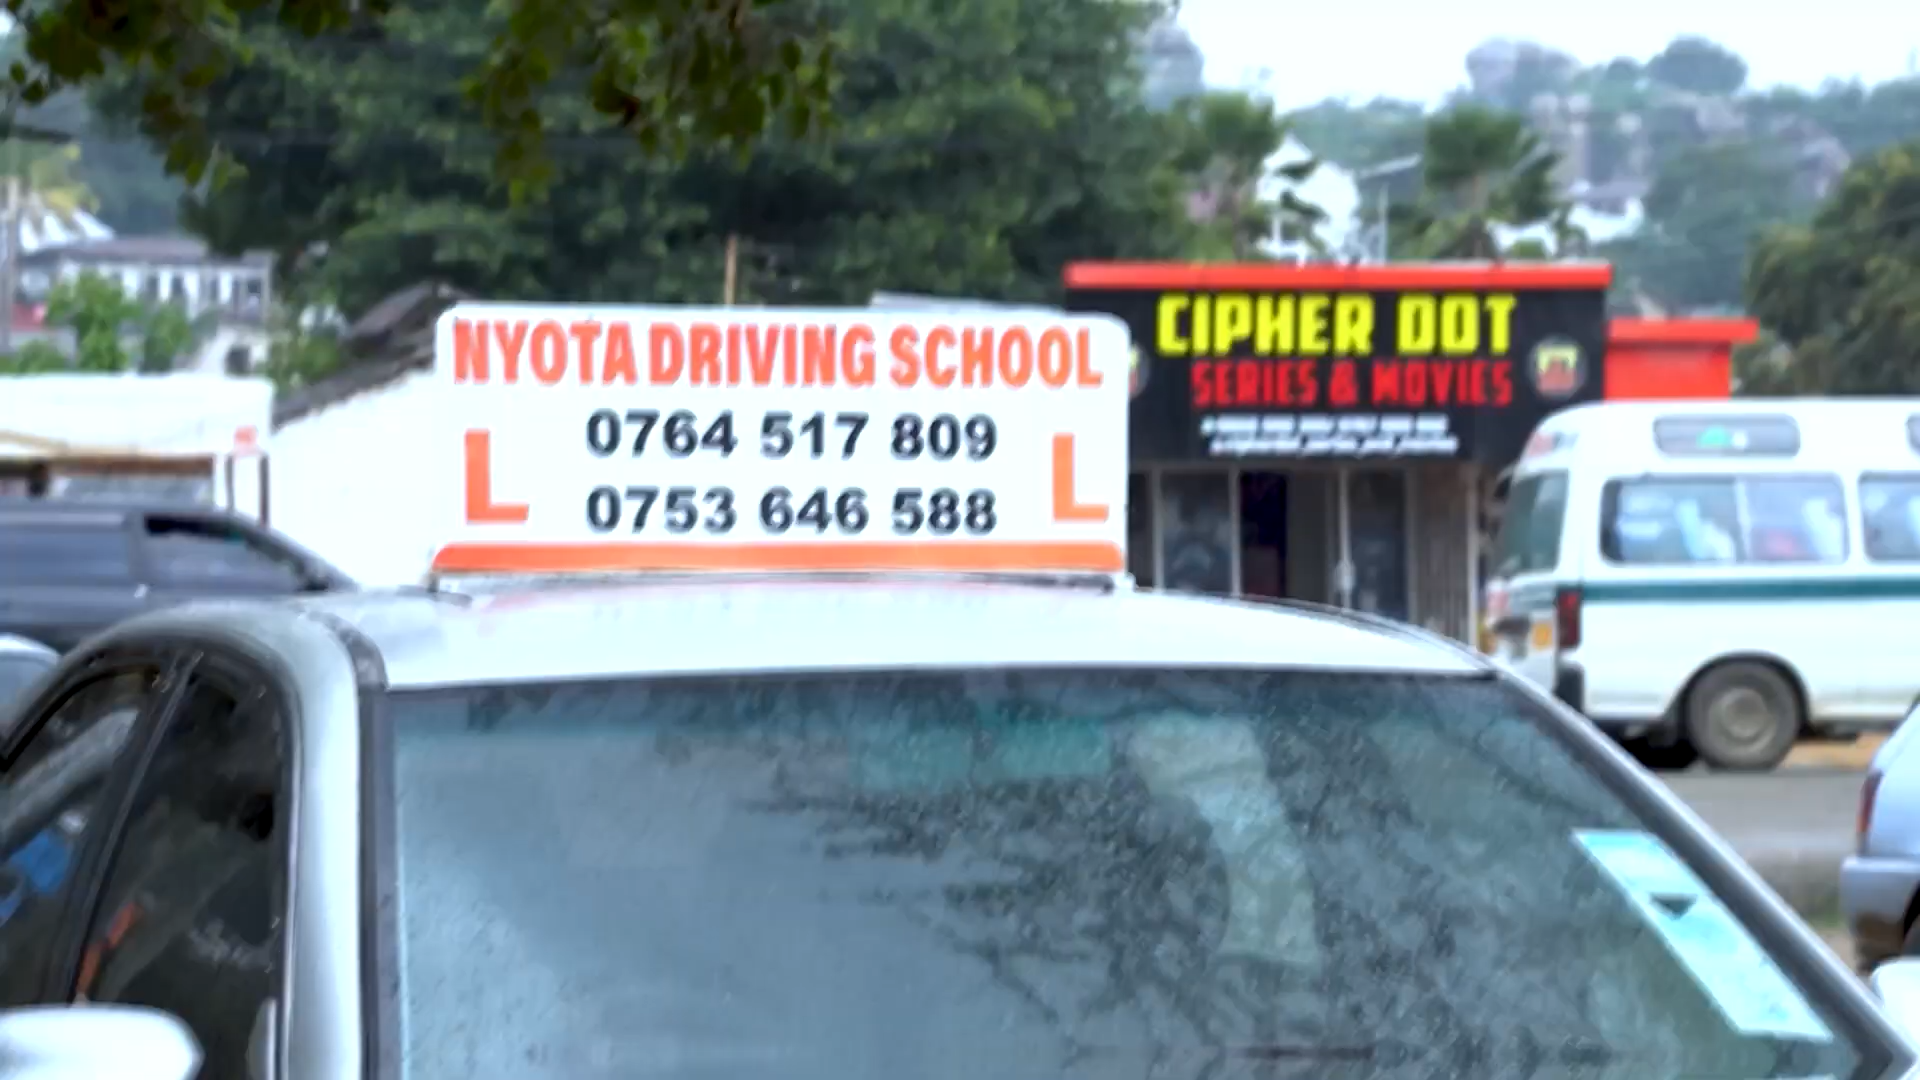 NYOTA DRIVING SCHOOL
0764 517 809
L L
0753 646 588
CIPHER DOT
SERIES & MOVIES